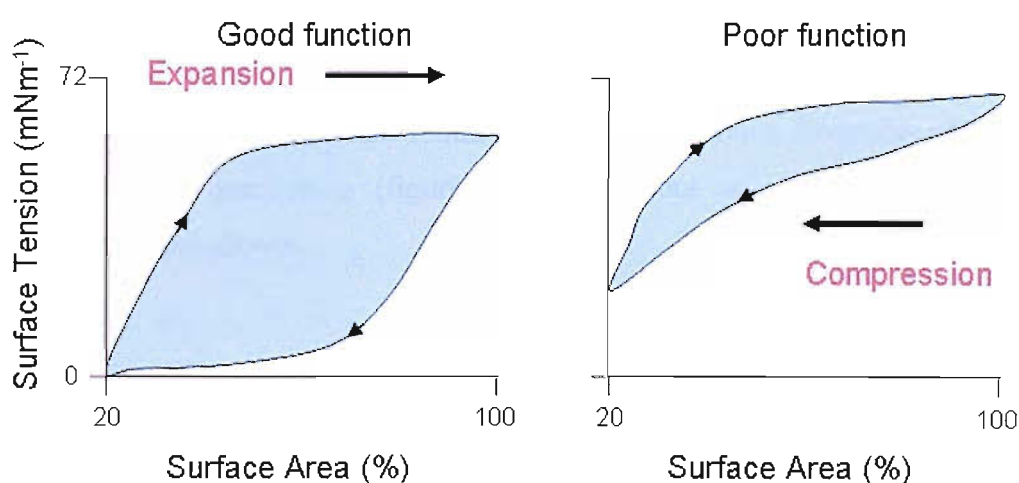 Good function
Expansion
Surface Tension (mNm⁻¹)
72
0
20
100
Surface Area (%)
Poor function
Compression
20
100
Surface Area (%)